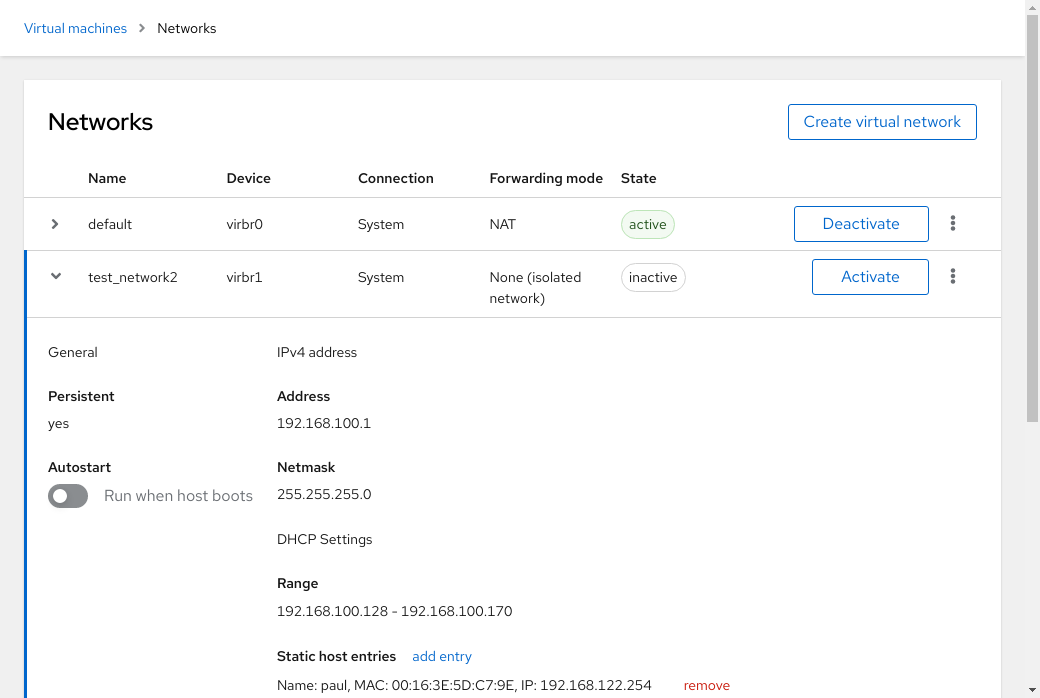 Virtual machines > Networks
Networks
Create virtual network
Name Device Connection Forwarding mode State
default virbr0 System NAT active Deactivate
test_network2 virbr1 System None (isolated network) inactive Activate
General
Persistent
yes
Autostart
Run when host boots
IPv4 address
Address
192.168.100.1
Netmask
255.255.255.0
DHCP Settings
Range
192.168.100.128 - 192.168.100.170
Static host entries add entry
Name: paul, MAC: 00:16:3E:5D:C7:9E, IP: 192.168.122.254 remove